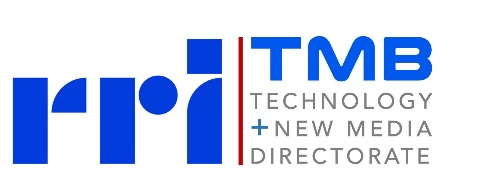 rri
TMB
TECHNOLOGY
+NEW MEDIA
DIRECTORATE